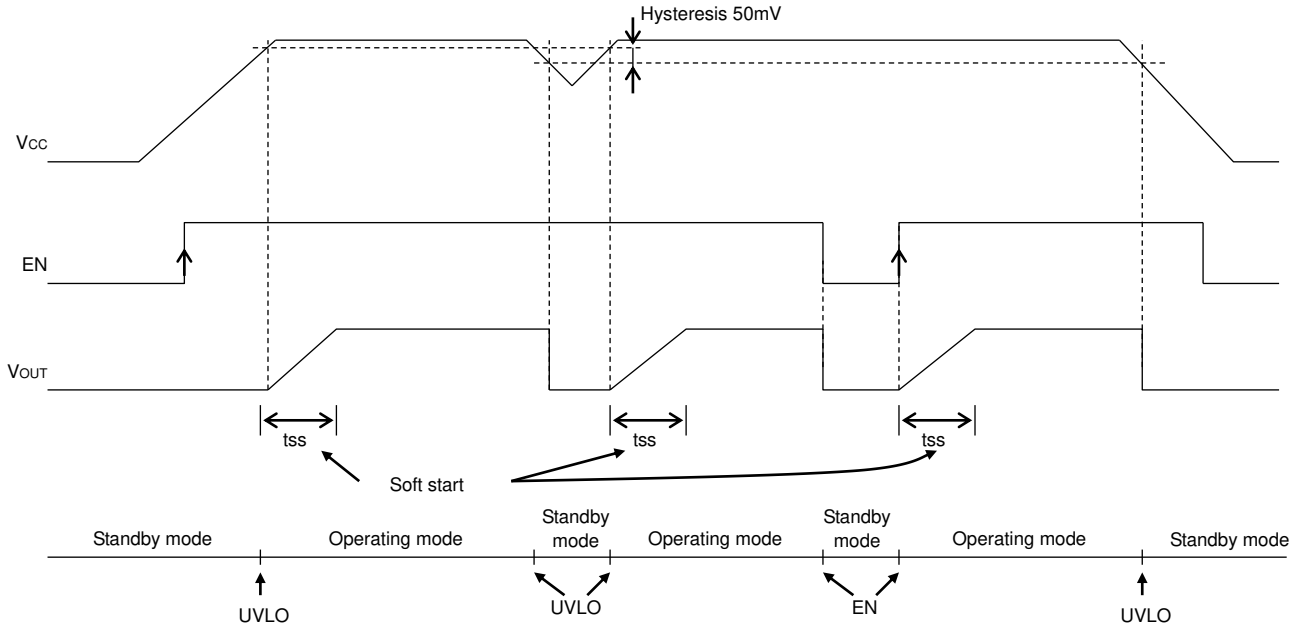 Hysteresis 50mV
VCC
EN
VOUT
tss
tss
tss
Soft start
Standby mode
Operating mode
Standby
mode
Operating mode
Standby
mode
Operating mode
Standby mode
UVLO
UVLO
EN
UVLO